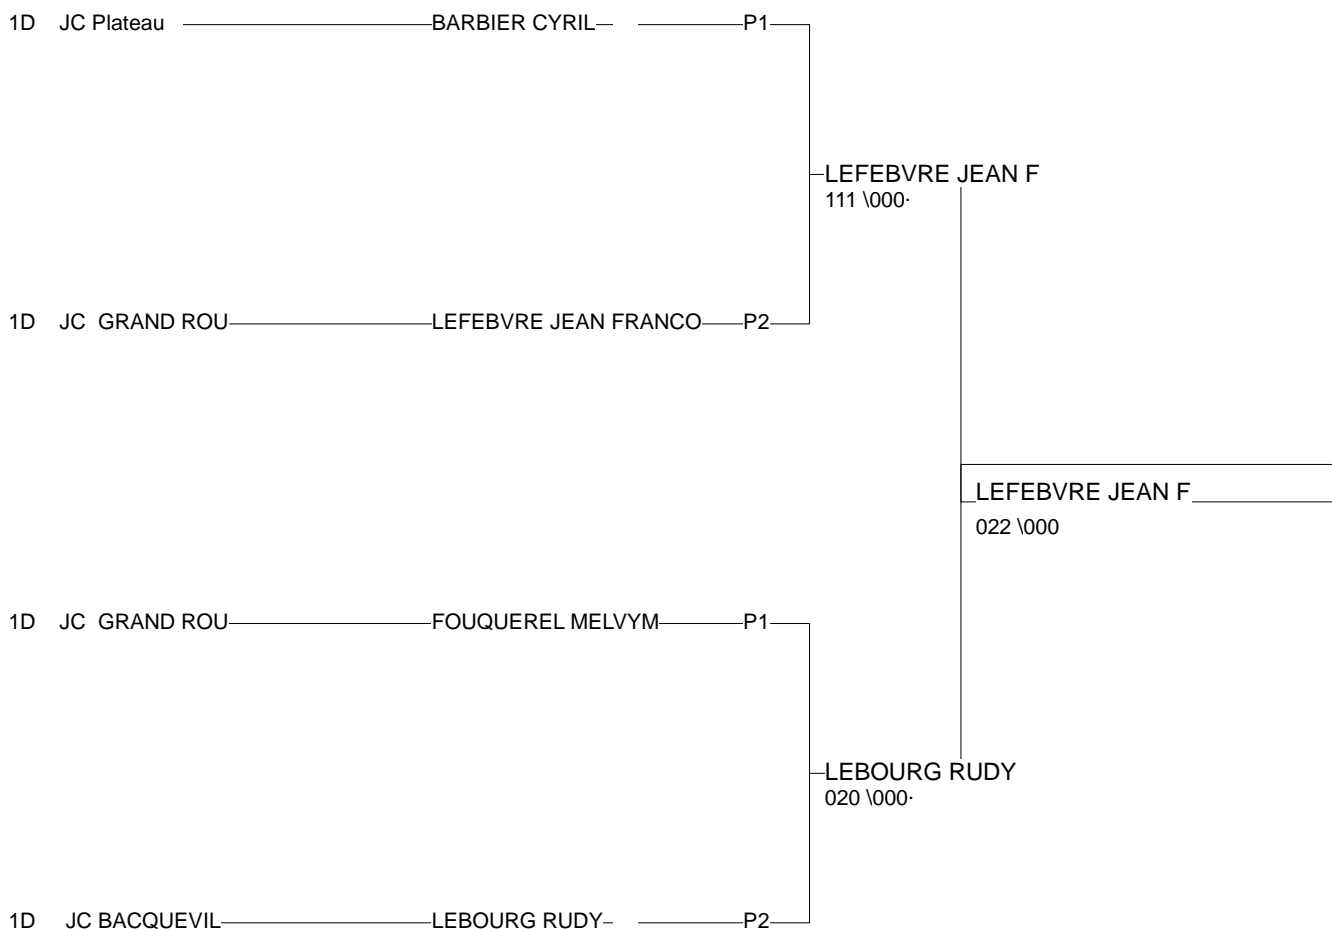 1D JC Plateau BARBIER CYRIL P1
LEFEBVRE JEAN F
111 \000·
1D JC GRAND ROU LEFEBVRE JEAN FRANCO P2
LEFEBVRE JEAN F
022 \000
1D JC GRAND ROU FOUQUEREL MELVYM P1
LEBOURG RUDY
020 \000·
1D JC BACQUEVIL LEBOURG RUDY P2